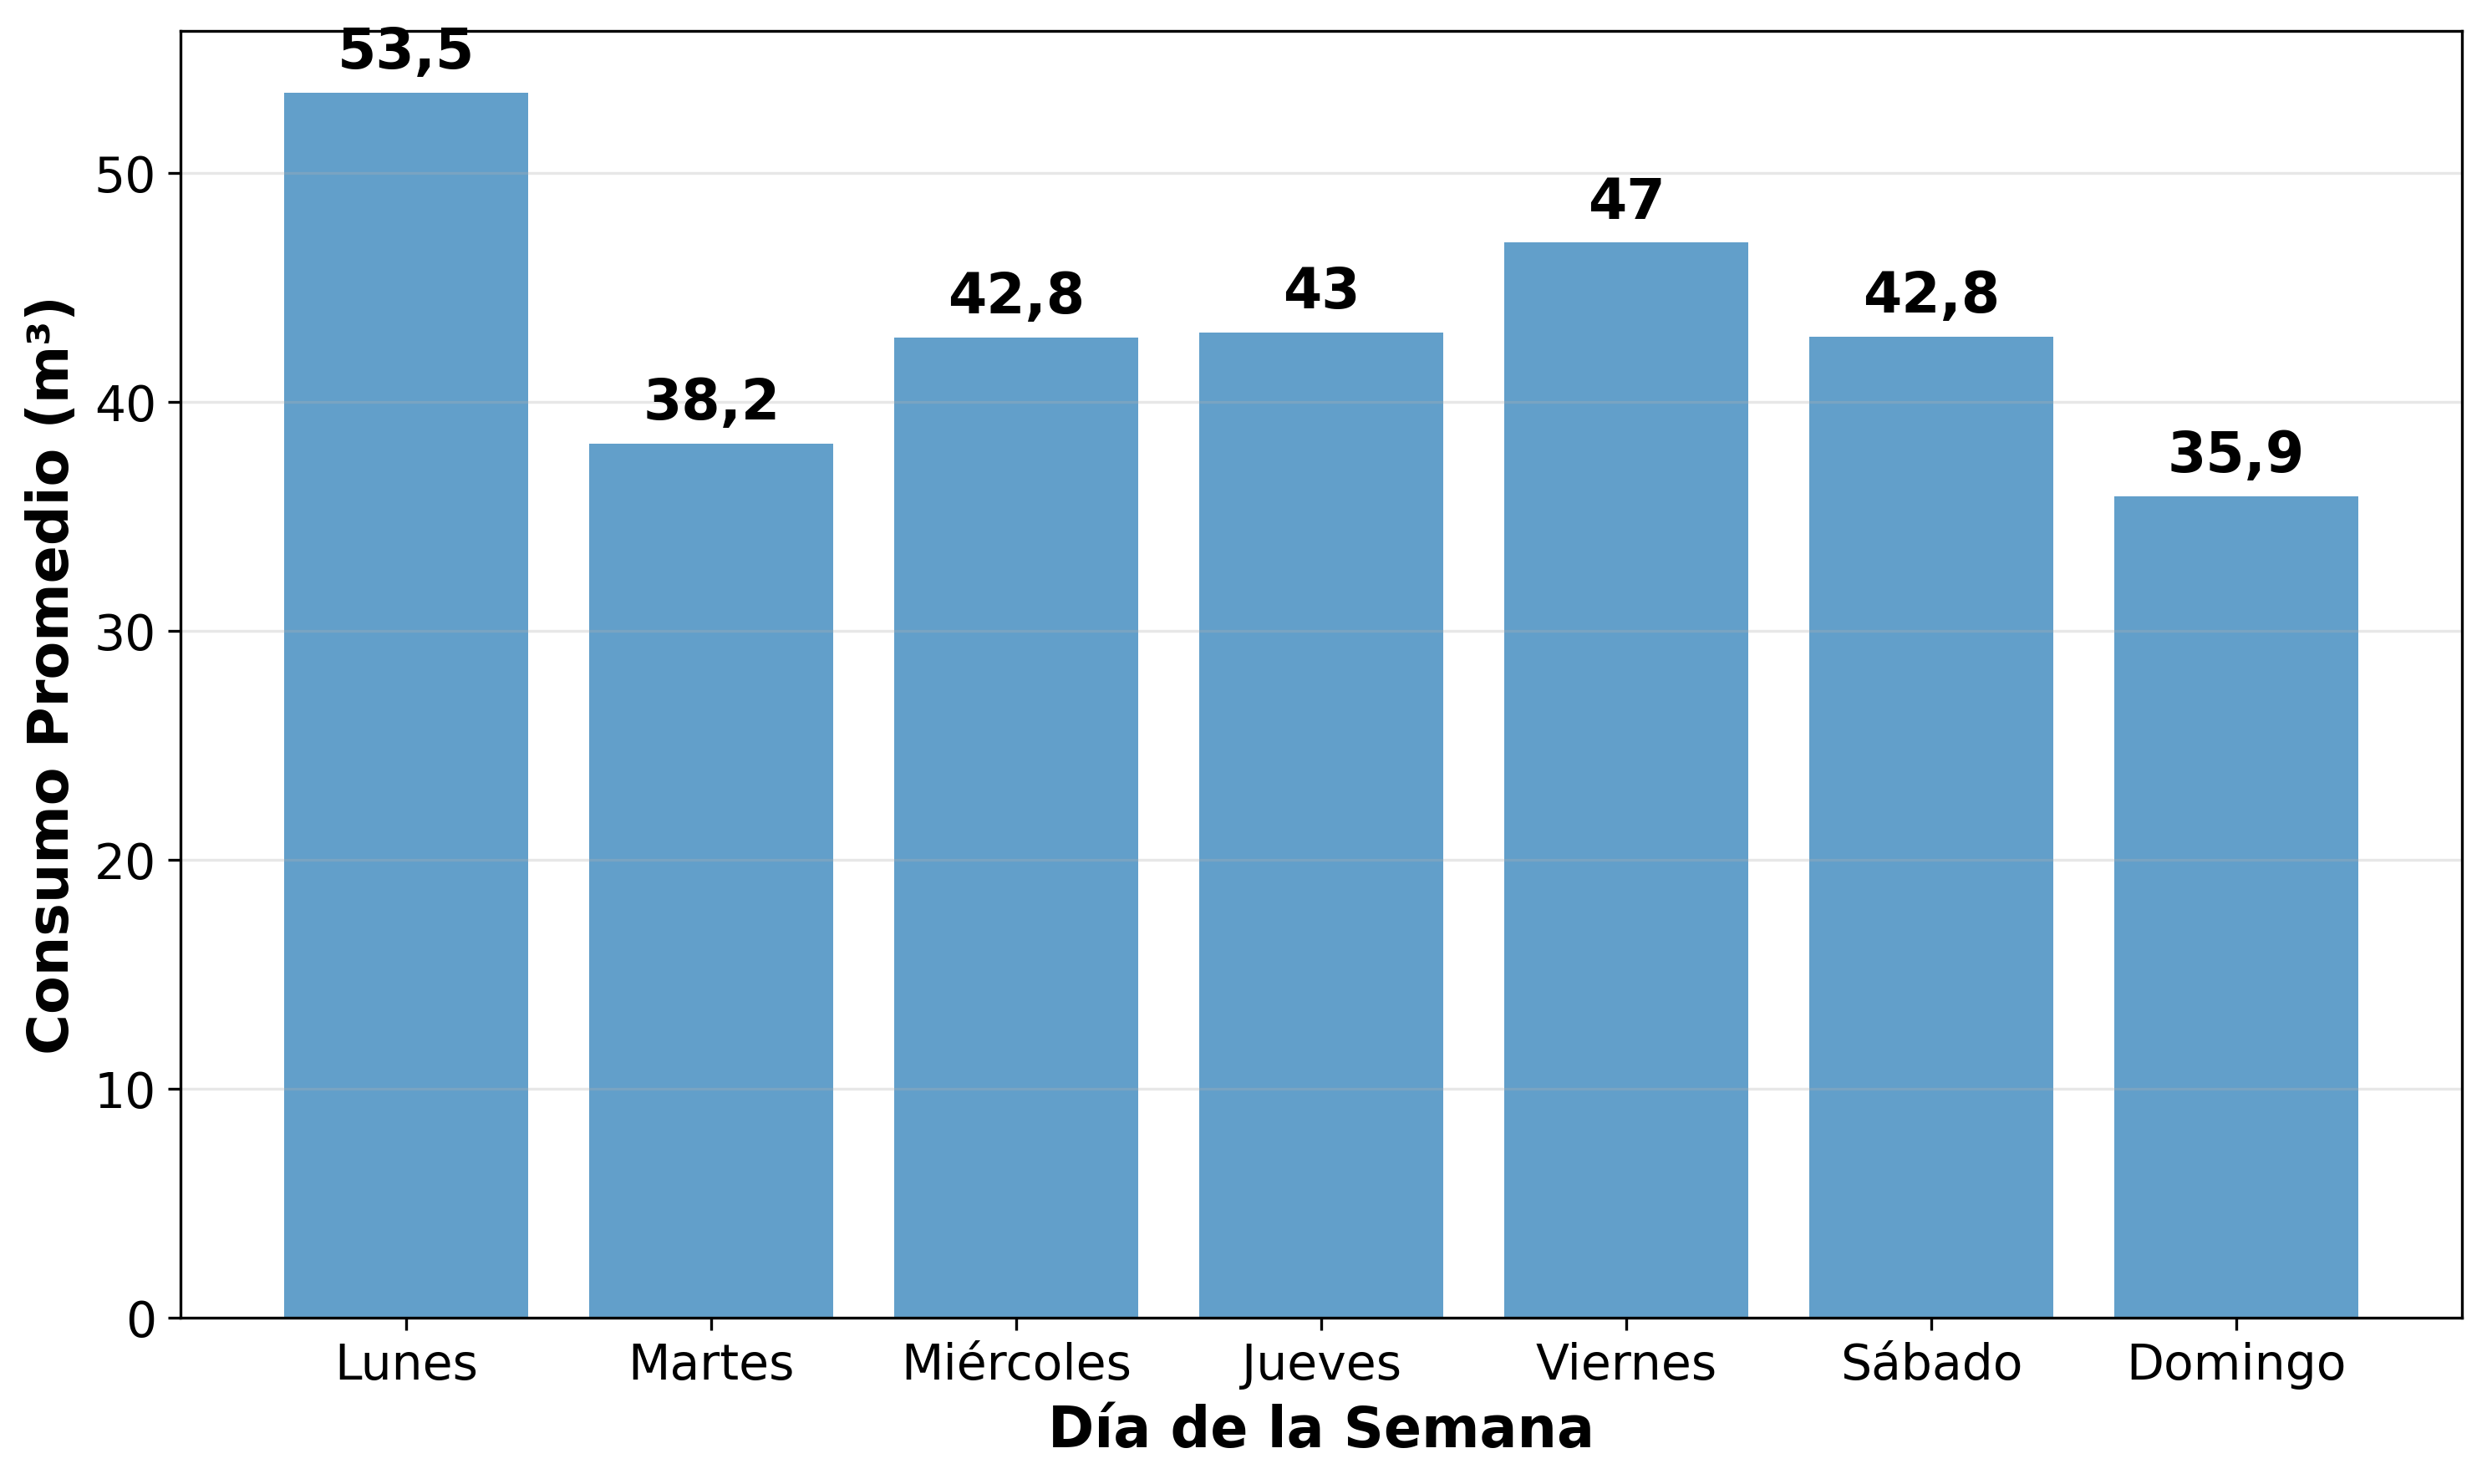 53,5
38,2
42,8
43
47
42,8
35,9
Consumo Promedio (m³)
50
40
30
20
10
0
Lunes
Martes
Miércoles
Jueves
Viernes
Sábado
Domingo
Día de la Semana